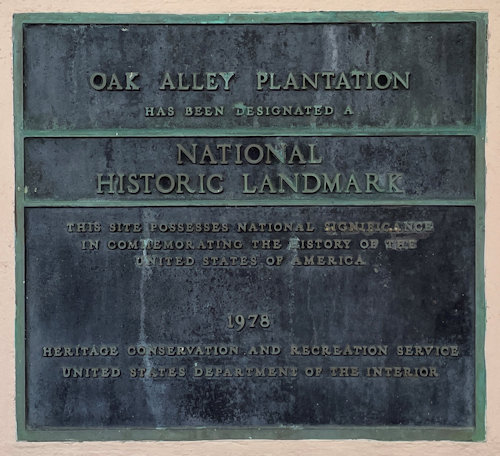 OAK ALLEY PLANTATION
HAS BEEN DESIGNATED A
NATIONAL
HISTORIC LANDMARK
THIS SITE POSSESSES NATIONAL SIGNIFICANCE
IN COMMEMORATING THE HISTORY OF THE
UNITED STATES OF AMERICA
1978
HERITAGE CONSERVATION AND RECREATION SERVICE
UNITED STATES DEPARTMENT OF THE INTERIOR